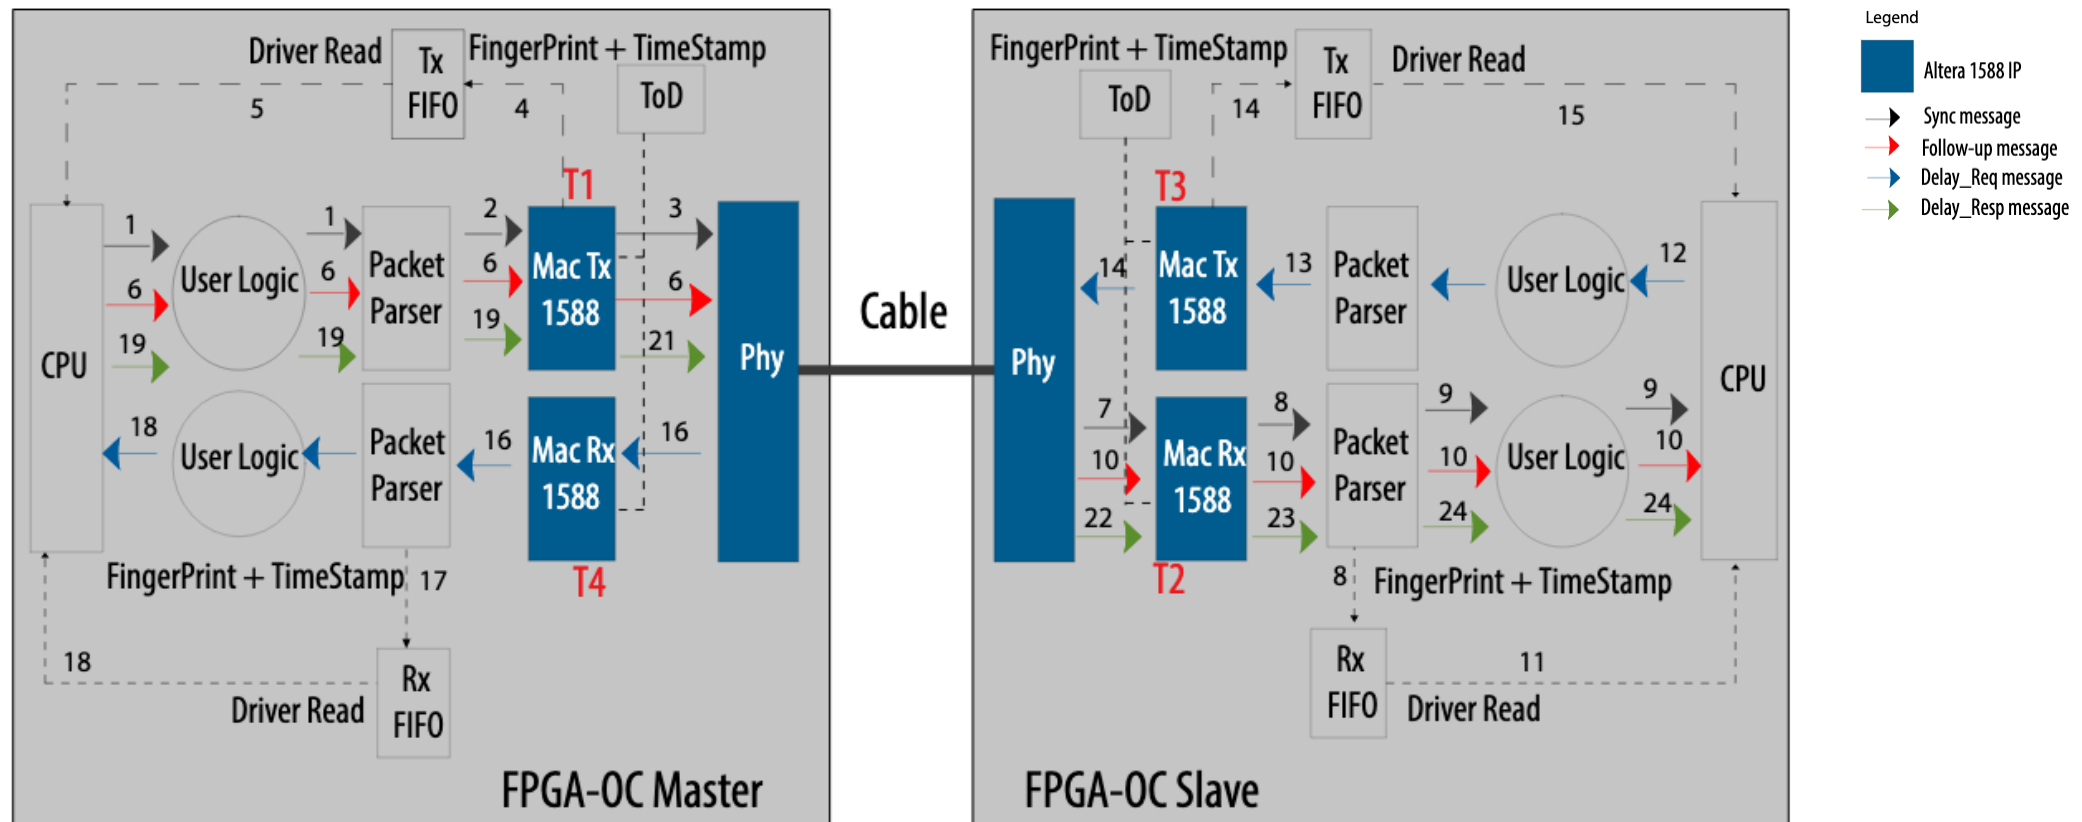 Driver Read
Tx
FIFO
FingerPrint + TimeStamp
ToD
5
4
T1
CPU
1
6
19
User Logic
1
6
19
Packet
Parser
2
6
19
Mac Tx
1588
3
6
21
Phy
18
User Logic
Packet
Parser
16
Mac Rx
1588
16
T4
FingerPrint + TimeStamp
17
18
Rx
FIFO
Driver Read
FPGA-OC Master
Cable
FingerPrint + TimeStamp
Tx
FIFO
Driver Read
ToD
14
15
T3
Phy
14
Mac Tx
1588
13
Packet
Parser
User Logic
12
CPU
7
10
22
Mac Rx
1588
8
10
23
Packet
Parser
9
10
24
User Logic
9
10
24
T2
8
FingerPrint + TimeStamp
Rx
FIFO
11
Driver Read
FPGA-OC Slave
Legend
Altera 1588 IP
Sync message
Follow-up message
Delay_Req message
Delay_Resp message